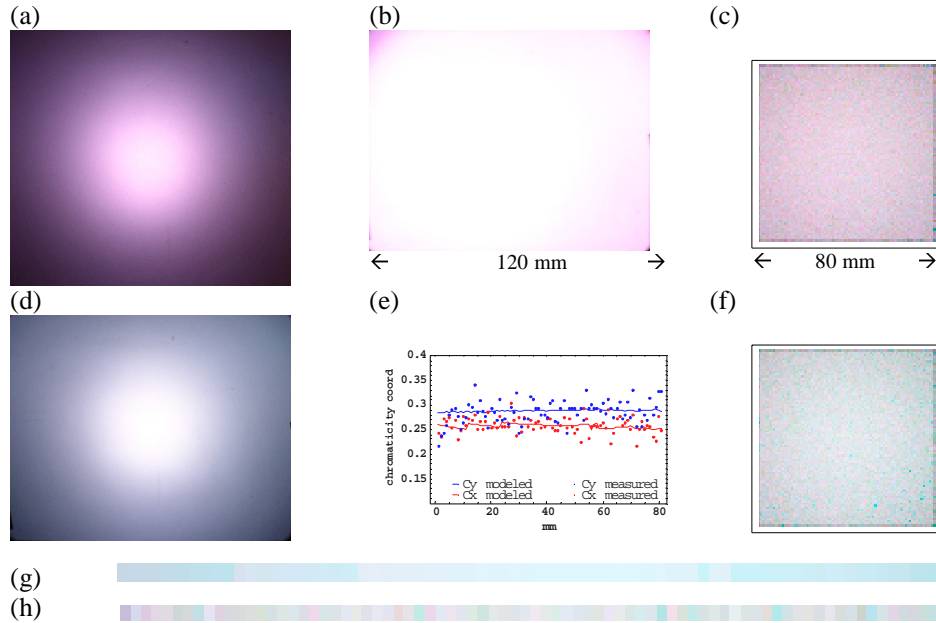 (a)
(b)
(c)
120 mm
80 mm
(d)
(e)
(f)
0.4
0.35
0.3
0.25
0.2
0.15
chromaticity coord
Cy modeled
Cy measured
Cx modeled
Cx measured
0
20
40
60
80
mm
(g)
(h)